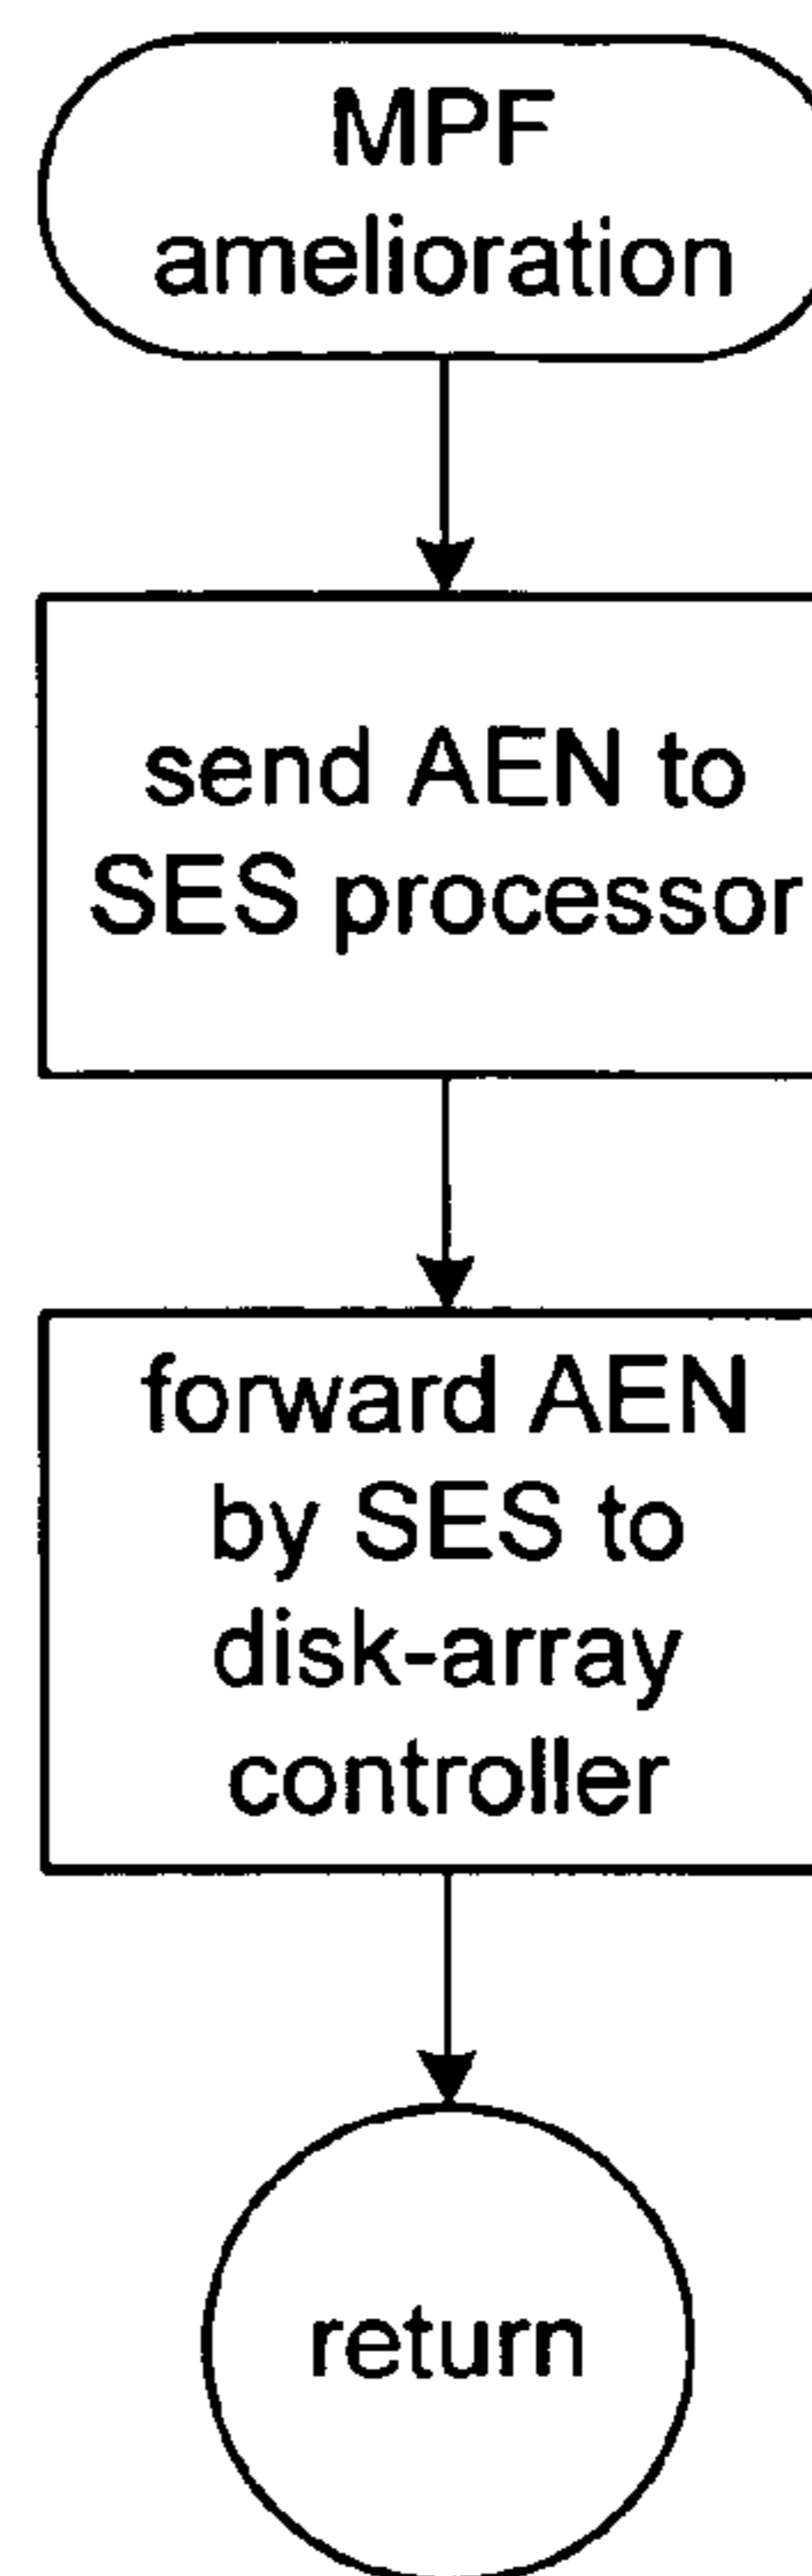 MPF
amelioration
send AEN to
SES processor
forward AEN
by SES to
disk-array
controller
return